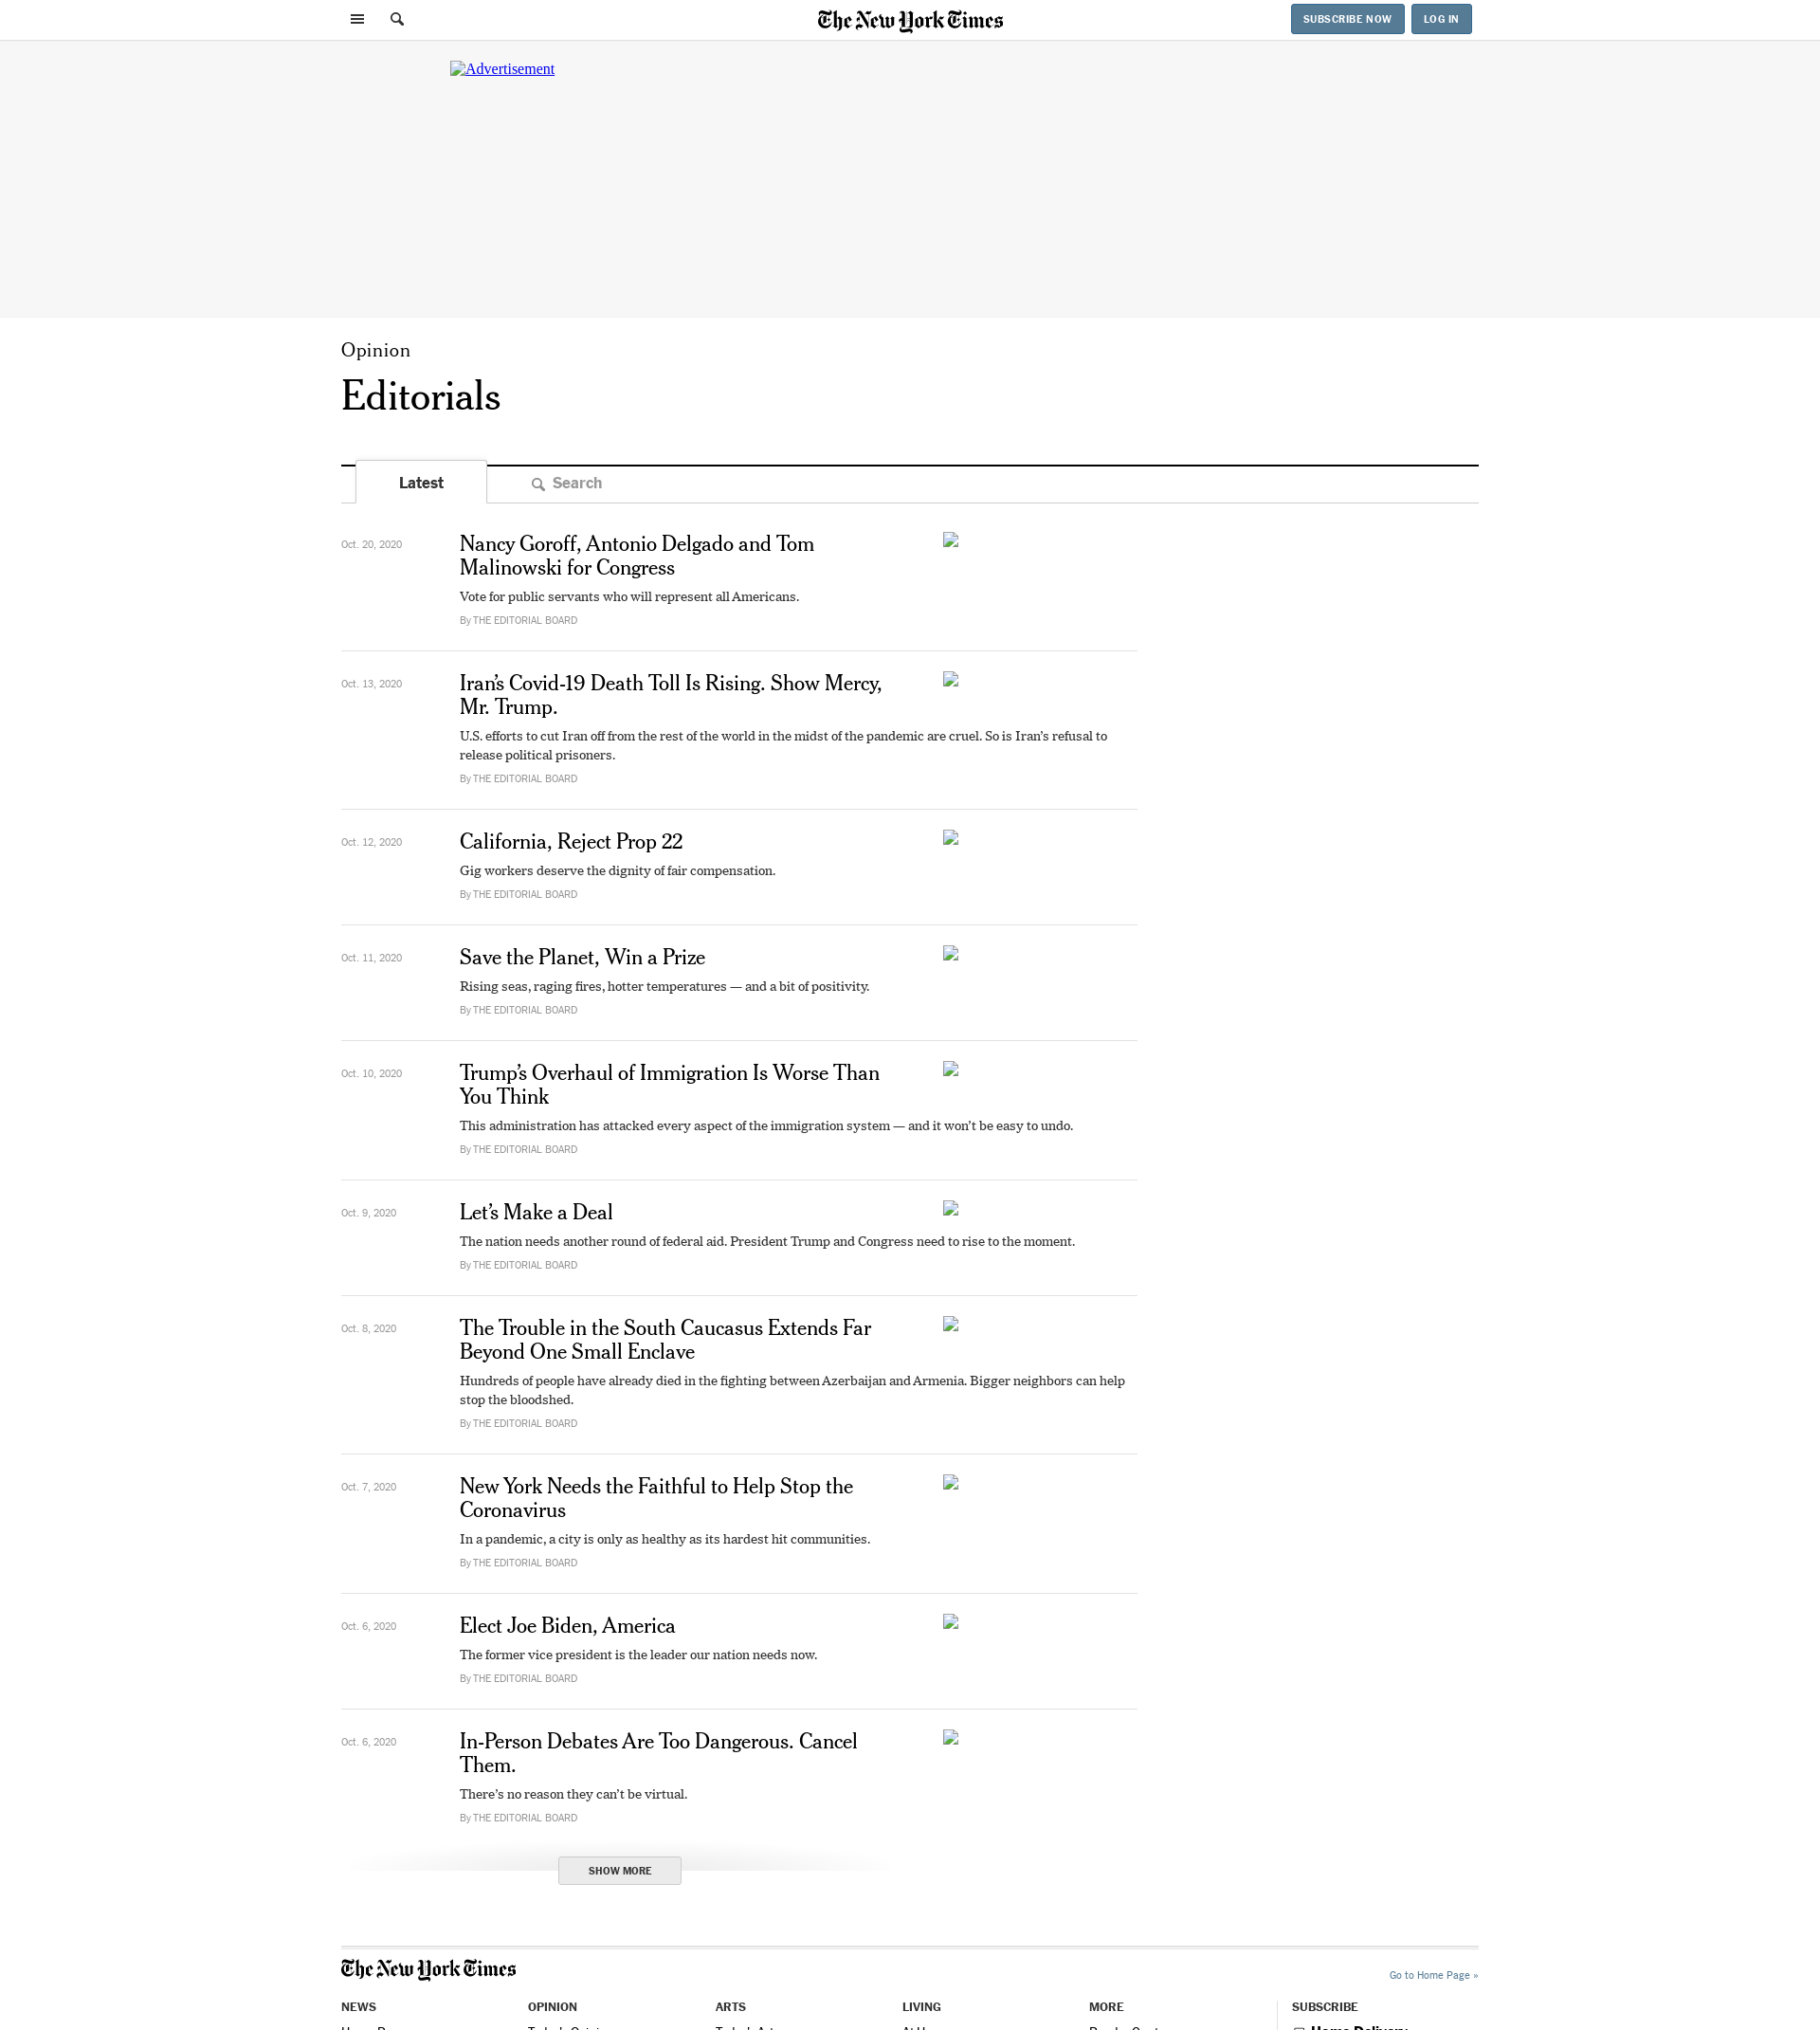 The New York Times
SUBSCRIBE NOW
LOG IN
Advertisement
Opinion
Editorials
Latest
Search
Oct. 20, 2020
Nancy Goroff, Antonio Delgado and Tom
Malinowski for Congress
Vote for public servants who will represent all Americans.
By THE EDITORIAL BOARD
Oct. 13, 2020
Iran’s Covid-19 Death Toll Is Rising. Show Mercy,
Mr. Trump.
U.S. efforts to cut Iran off from the rest of the world in the midst of the pandemic are cruel. So is Iran’s refusal to
release political prisoners.
By THE EDITORIAL BOARD
Oct. 12, 2020
California, Reject Prop 22
Gig workers deserve the dignity of fair compensation.
By THE EDITORIAL BOARD
Oct. 11, 2020
Save the Planet, Win a Prize
Rising seas, raging fires, hotter temperatures — and a bit of positivity.
By THE EDITORIAL BOARD
Oct. 10, 2020
Trump’s Overhaul of Immigration Is Worse Than
You Think
This administration has attacked every aspect of the immigration system — and it won’t be easy to undo.
By THE EDITORIAL BOARD
Oct. 9, 2020
Let’s Make a Deal
The nation needs another round of federal aid. President Trump and Congress need to rise to the moment.
By THE EDITORIAL BOARD
Oct. 8, 2020
The Trouble in the South Caucasus Extends Far
Beyond One Small Enclave
Hundreds of people have already died in the fighting between Azerbaijan and Armenia. Bigger neighbors can help
stop the bloodshed.
By THE EDITORIAL BOARD
Oct. 7, 2020
New York Needs the Faithful to Help Stop the
Coronavirus
In a pandemic, a city is only as healthy as its hardest hit communities.
By THE EDITORIAL BOARD
Oct. 6, 2020
Elect Joe Biden, America
The former vice president is the leader our nation needs now.
By THE EDITORIAL BOARD
Oct. 6, 2020
In-Person Debates Are Too Dangerous. Cancel
Them.
There’s no reason they can’t be virtual.
By THE EDITORIAL BOARD
SHOW MORE
The New York Times
Go to Home Page »
NEWS
OPINION
ARTS
LIVING
MORE
SUBSCRIBE
Home Delivery